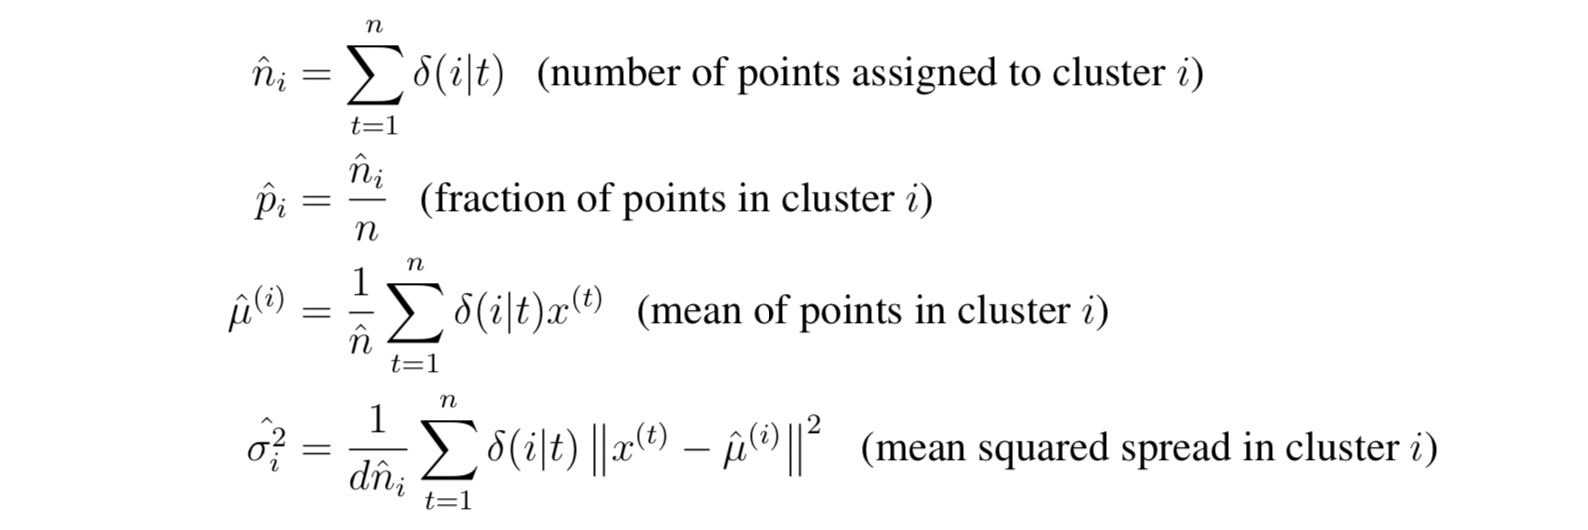 $\hat{n}_i = \sum_{t=1}^{n} \delta(i|t)$ (number of points assigned to cluster $i$)
$\hat{p}_i = \frac{\hat{n}_i}{n}$ (fraction of points in cluster $i$)
$\hat{\mu}^{(i)} = \frac{1}{\hat{n}} \sum_{t=1}^{n} \delta(i|t)x^{(t)}$ (mean of points in cluster $i$)
$\hat{\sigma_i^2} = \frac{1}{d\hat{n}_i} \sum_{t=1}^{n} \delta(i|t) \left\| x^{(t)} - \hat{\mu}^{(i)} \right\|^2$ (mean squared spread in cluster $i$)